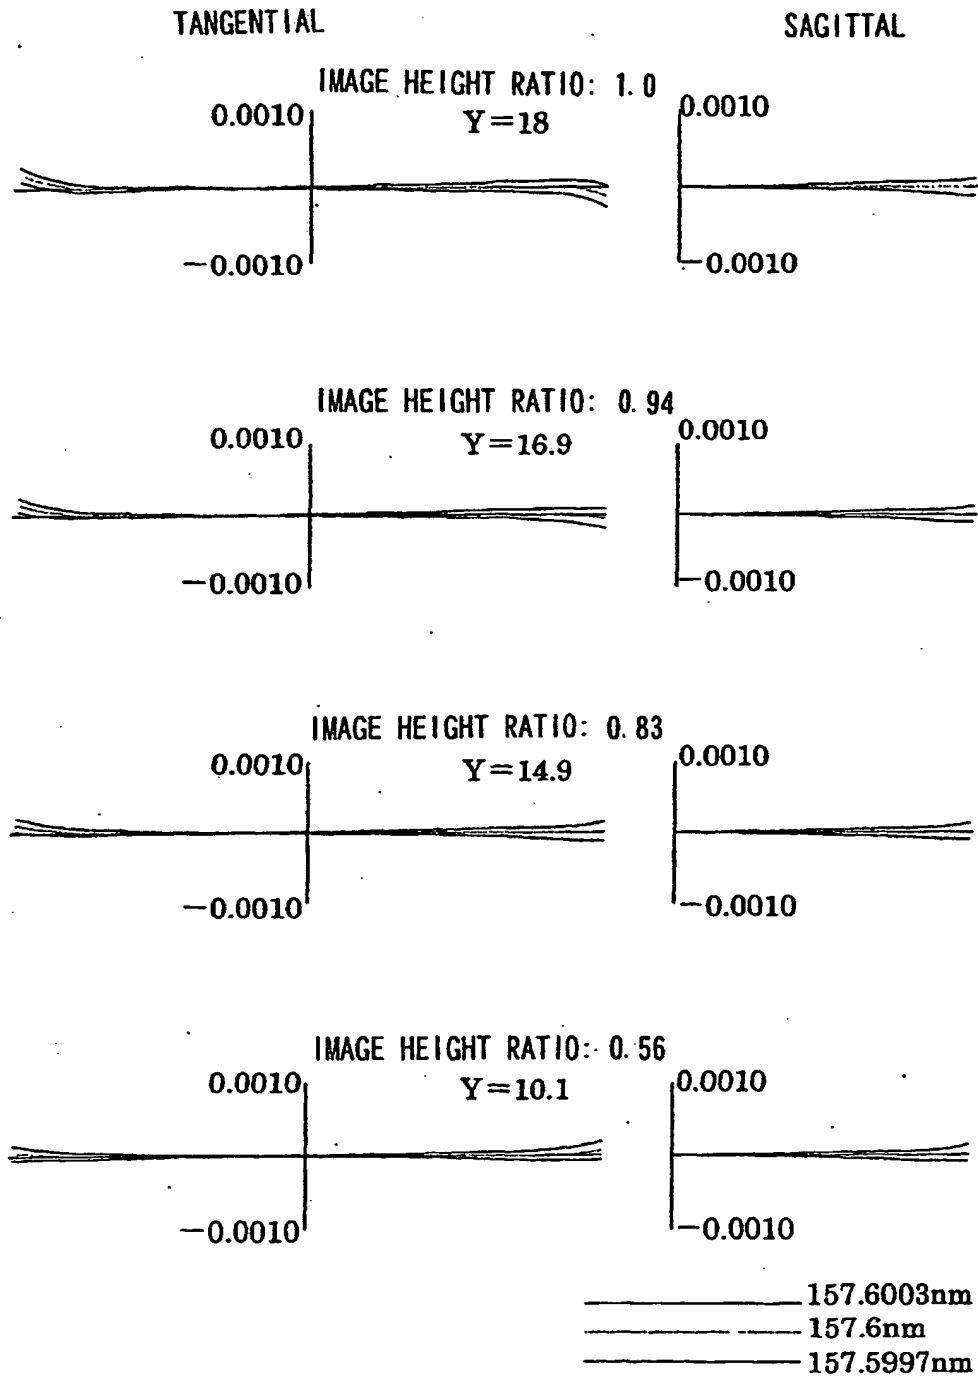 TANGENTIAL SAGITTAL
IMAGE HEIGHT RATIO: 1.0
0.0010 Y=18 0.0010
−0.0010 −0.0010
IMAGE HEIGHT RATIO: 0.94
0.0010 Y=16.9 0.0010
−0.0010 −0.0010
IMAGE HEIGHT RATIO: 0.83
0.0010 Y=14.9 0.0010
−0.0010 −0.0010
IMAGE HEIGHT RATIO: 0.56
0.0010 Y=10.1 0.0010
−0.0010 −0.0010
157.6003nm
157.6nm
157.5997nm